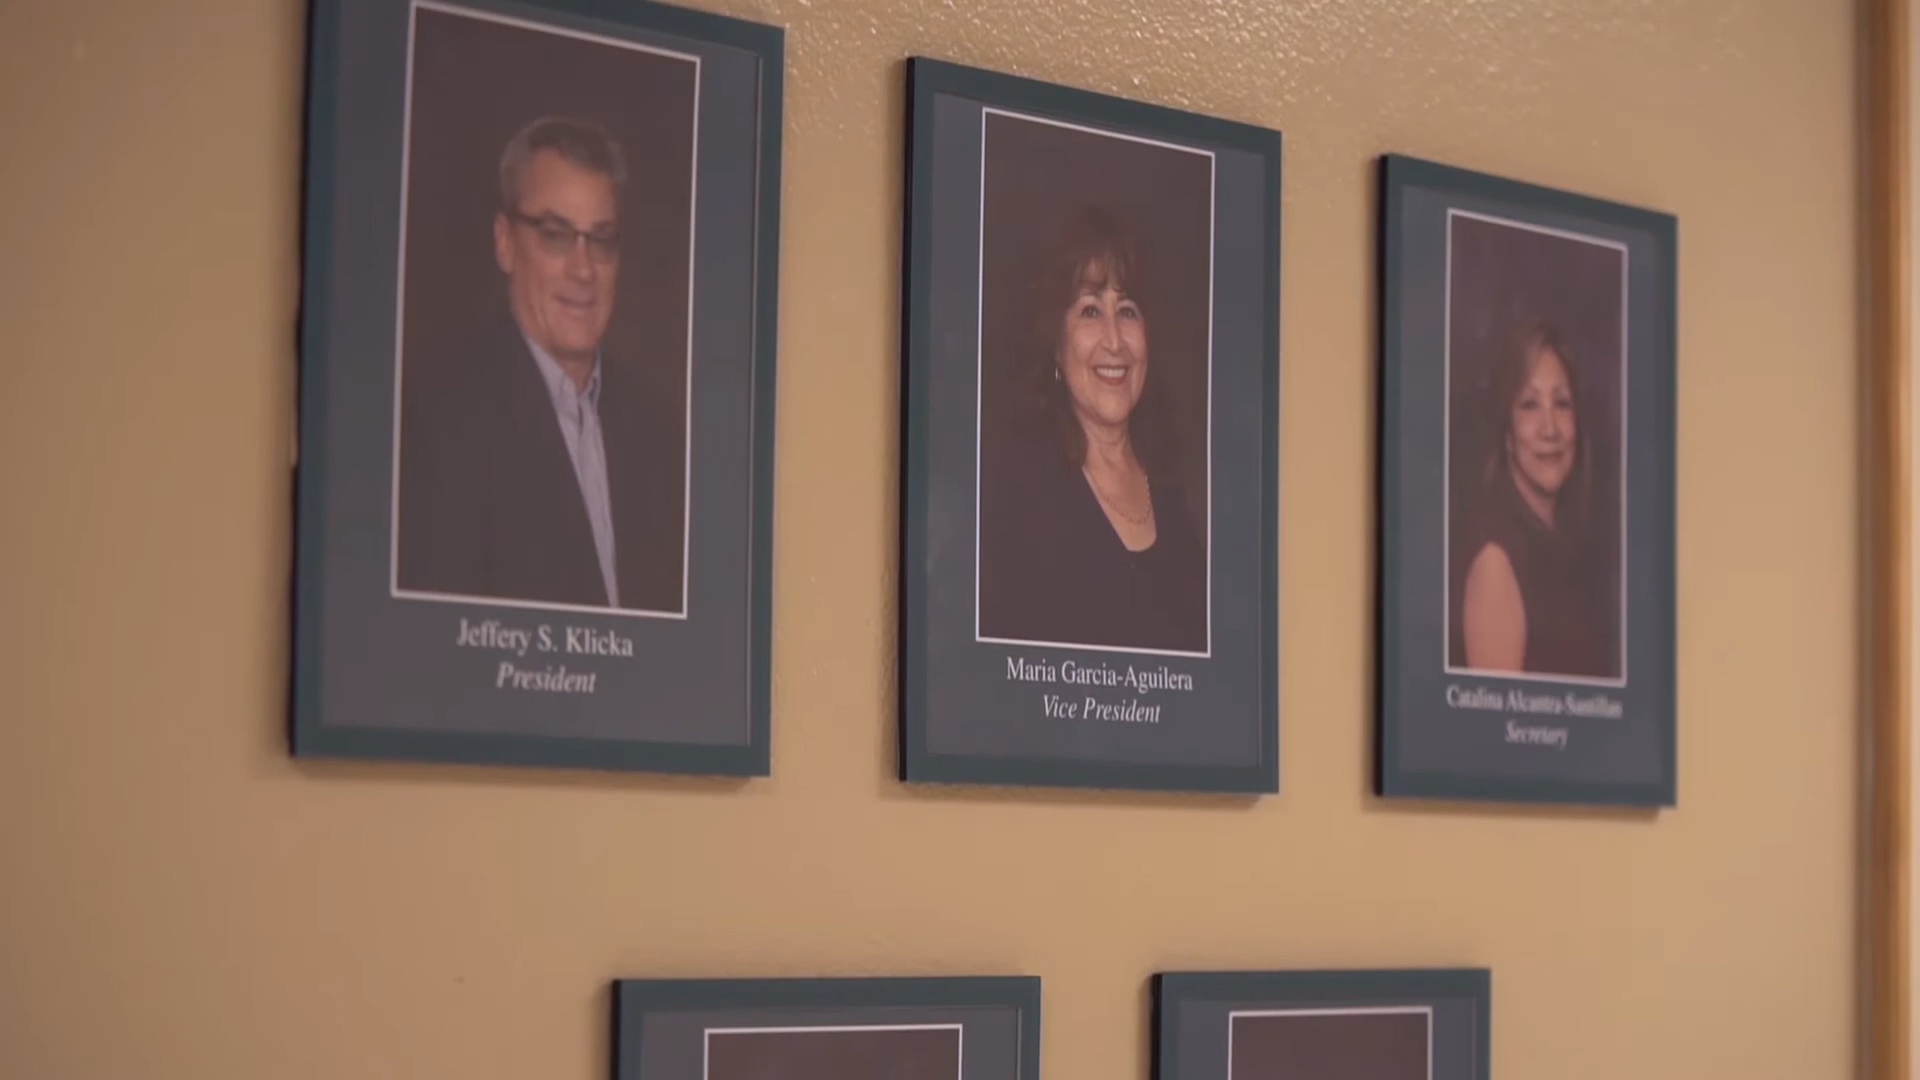 Jeffery S. Klicka
President
Maria Garcia-Aguilera
Vice President
Catalina Alcantra-Santillan
Secretary